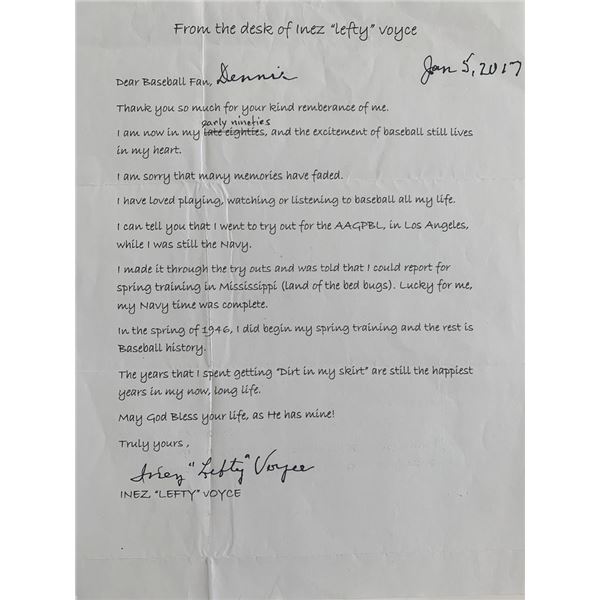 From the desk of Inez "lefty" voyce
Jan 5, 2017
Dear Baseball Fan, Dennis
Thank you so much for your kind rememberance of me.
early nineties
I am now in my late eighties, and the excitement of baseball still lives
in my heart.
I am sorry that many memories have faded.
I have loved playing, watching or listening to baseball all my life.
I can tell you that I went to try out for the AAGPBL, in Los Angeles,
while I was still the Navy.
I made it through the try outs and was told that I could report for
spring training in Mississippi (land of the bed bugs). Lucky for me,
my Navy time was complete.
In the spring of 1946, I did begin my spring training and the rest is
Baseball history.
The years that I spent getting "Dirt in my skirt" are still the happiest
years in my now, long life.
May God Bless your life, as He has mine!
Truly yours,
Inez "Lefty" Voyce
INEZ "LEFTY" VOYCE